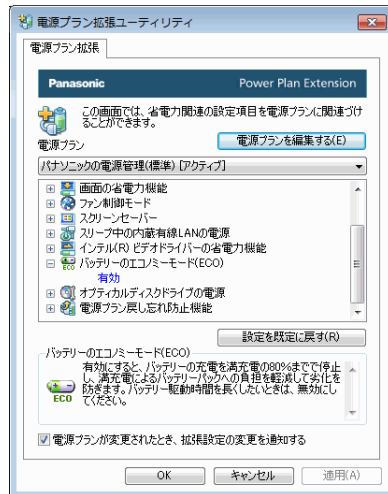 電源プラン拡張ユーティリティ
電源プラン拡張
Panasonic Power Plan Extension
この画面では、省電力関連の設定項目を電源プランに関連づけ
ることができます。
電源プラン 電源プランを編集する(E)
パナソニックの電源管理(標準) [アクティブ]
画面の省電力機能
ファン制御モード
スクリーンセーバー
スリープ中の内蔵有線LANの電源
インテル(R) ビデオドライバーの省電力機能
バッテリーのエコノミーモード(ECO)
有効
オプティカルディスクドライブの電源
電源プラン戻し忘れ防止機能
設定を既定に戻す(R)
バッテリーのエコノミーモード(ECO)
有効にすると、バッテリーの充電を満充電の80%までで停止
し、満充電によるバッテリーパックへの負担を軽減して劣化を
防ぎます。バッテリー駆動時間を長くしたいときは、無効にし
てください。
ECO
電源プランが変更されたとき、拡張設定の変更を通知する
OK キャンセル 適用(A)